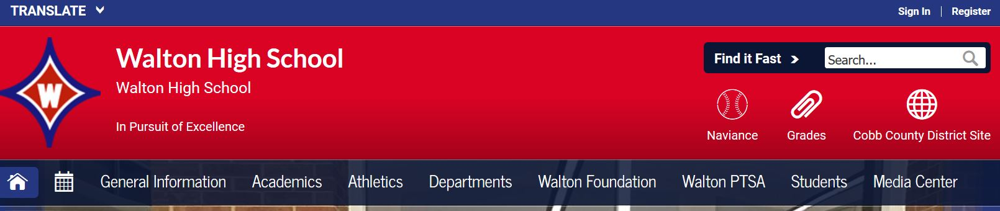 TRANSLATE
Sign In
Register
W
Walton High School
Walton High School
In Pursuit of Excellence
Find it Fast
Search...
Naviance
Grades
Cobb County District Site
General Information
Academics
Athletics
Departments
Walton Foundation
Walton PTSA
Students
Media Center